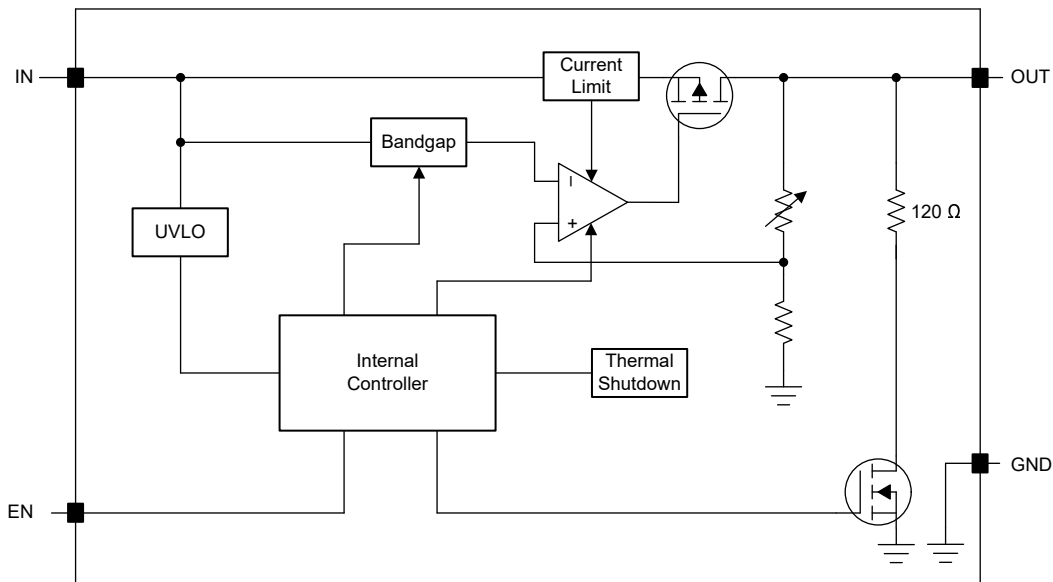 IN
Current
Limit
OUT
Bandgap
–
+
UVLO
120 Ω
Internal
Controller
Thermal
Shutdown
GND
EN